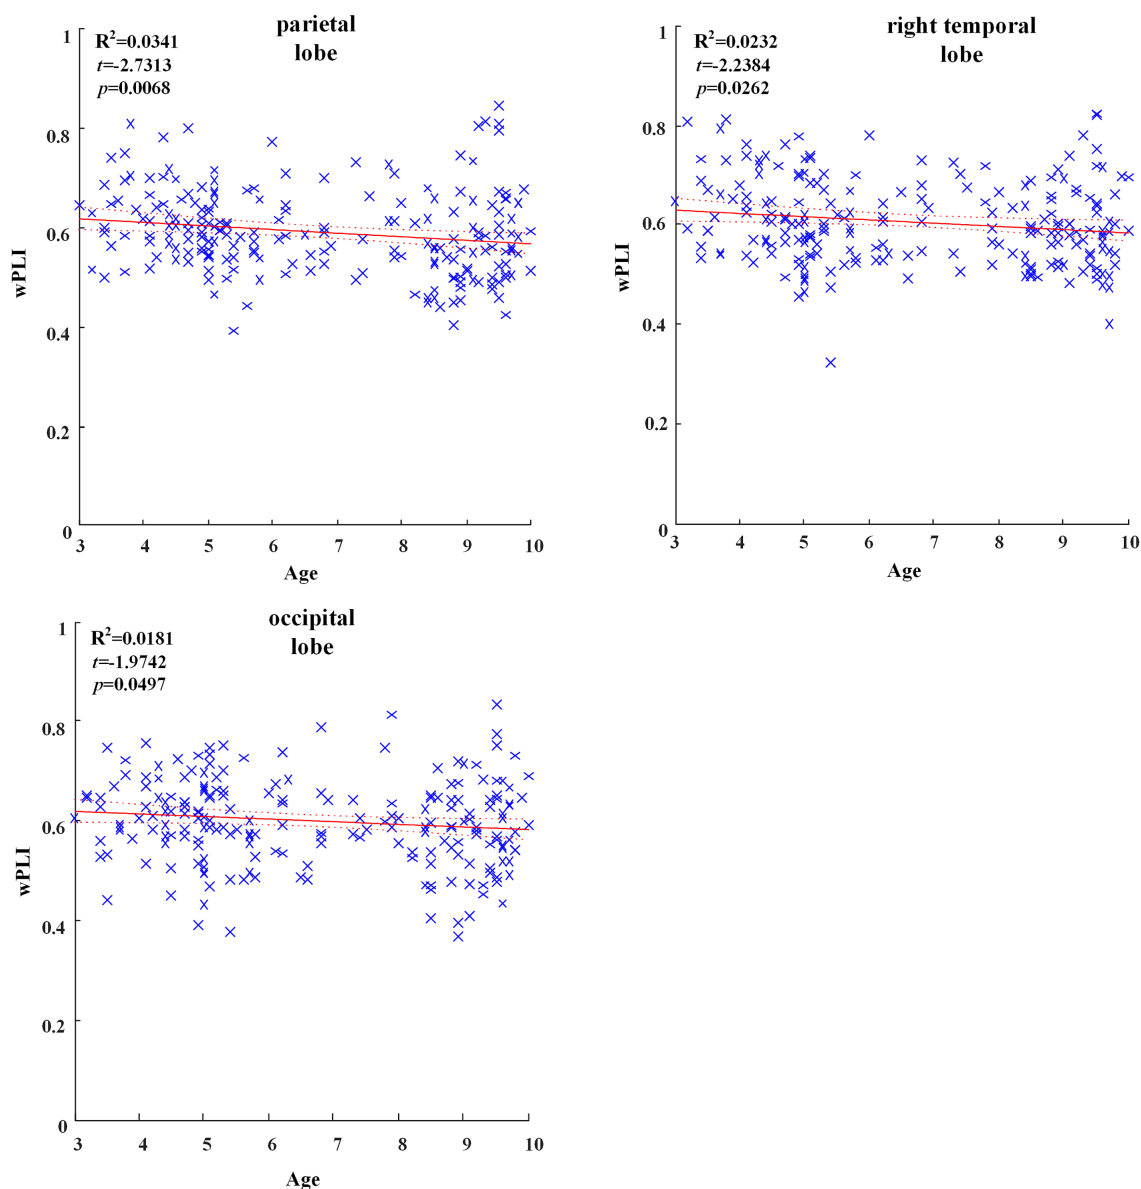 parietal
lobe
R²=0.0341
t=-2.7313
p=0.0068
1
0.8
0.6
0.4
0.2
0
wPLI
3 4 5 6 7 8 9 10
Age
right temporal
lobe
R²=0.0232
t=-2.2384
p=0.0262
1
0.8
0.6
0.4
0.2
0
wPLI
3 4 5 6 7 8 9 10
Age
occipital
lobe
R²=0.0181
t=-1.9742
p=0.0497
1
0.8
0.6
0.4
0.2
0
wPLI
3 4 5 6 7 8 9 10
Age